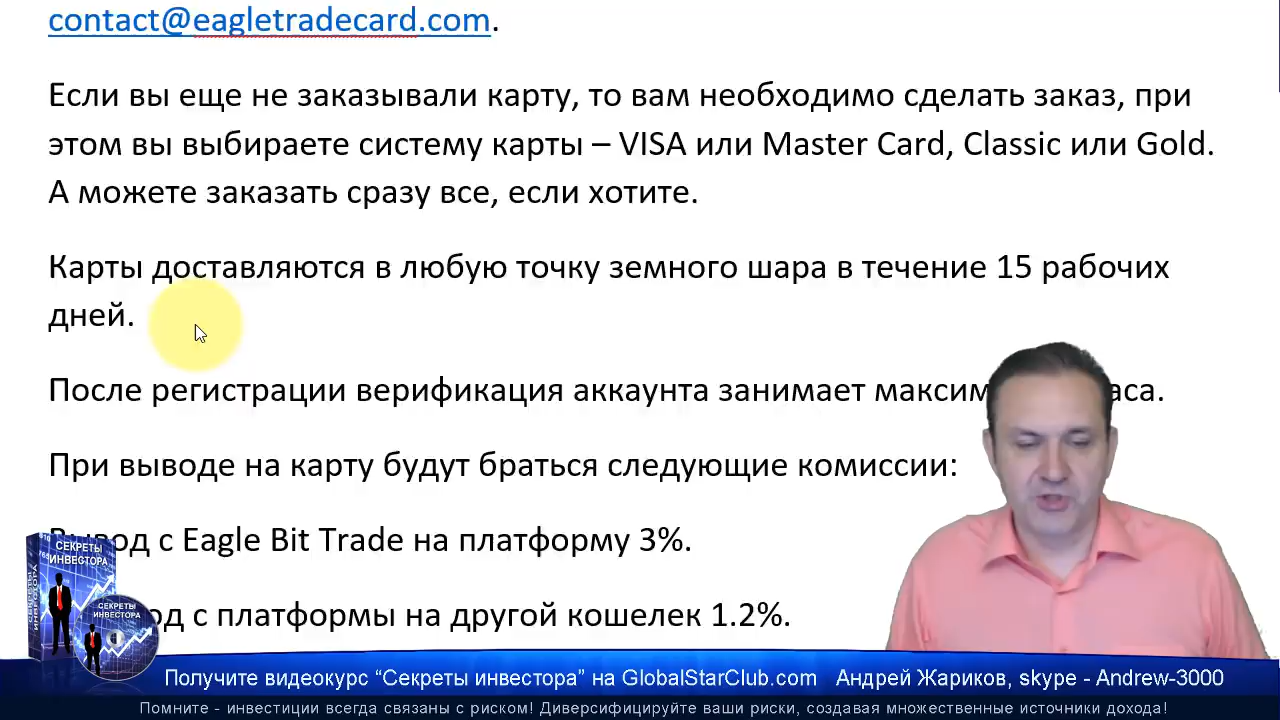 contact@eagletradecard.com.
Если вы еще не заказывали карту, то вам необходимо сделать заказ, при
этом вы выбираете систему карты – VISA или Master Card, Classic или Gold.
А можете заказать сразу все, если хотите.
Карты доставляются в любую точку земного шара в течение 15 рабочих
дней.
После регистрации верификация аккаунта занимает
При выводе на карту будут браться следующие комиссии:
Вывод с Eagle Bit Trade на платформу 3%.
с платформы на другой кошелек 1.2%.
СЕКРЕТЫ
ИНВЕСТОРА
СЕКРЕТЫ
ИНВЕСТОРА
Получите видеокурс “Секреты инвестора” на GlobalStarClub.com Андрей Жариков, skype - Andrew-3000
Помните - инвестиции всегда связаны с риском! Диверсифицируйте ваши риски, создавая множественные источники дохода!